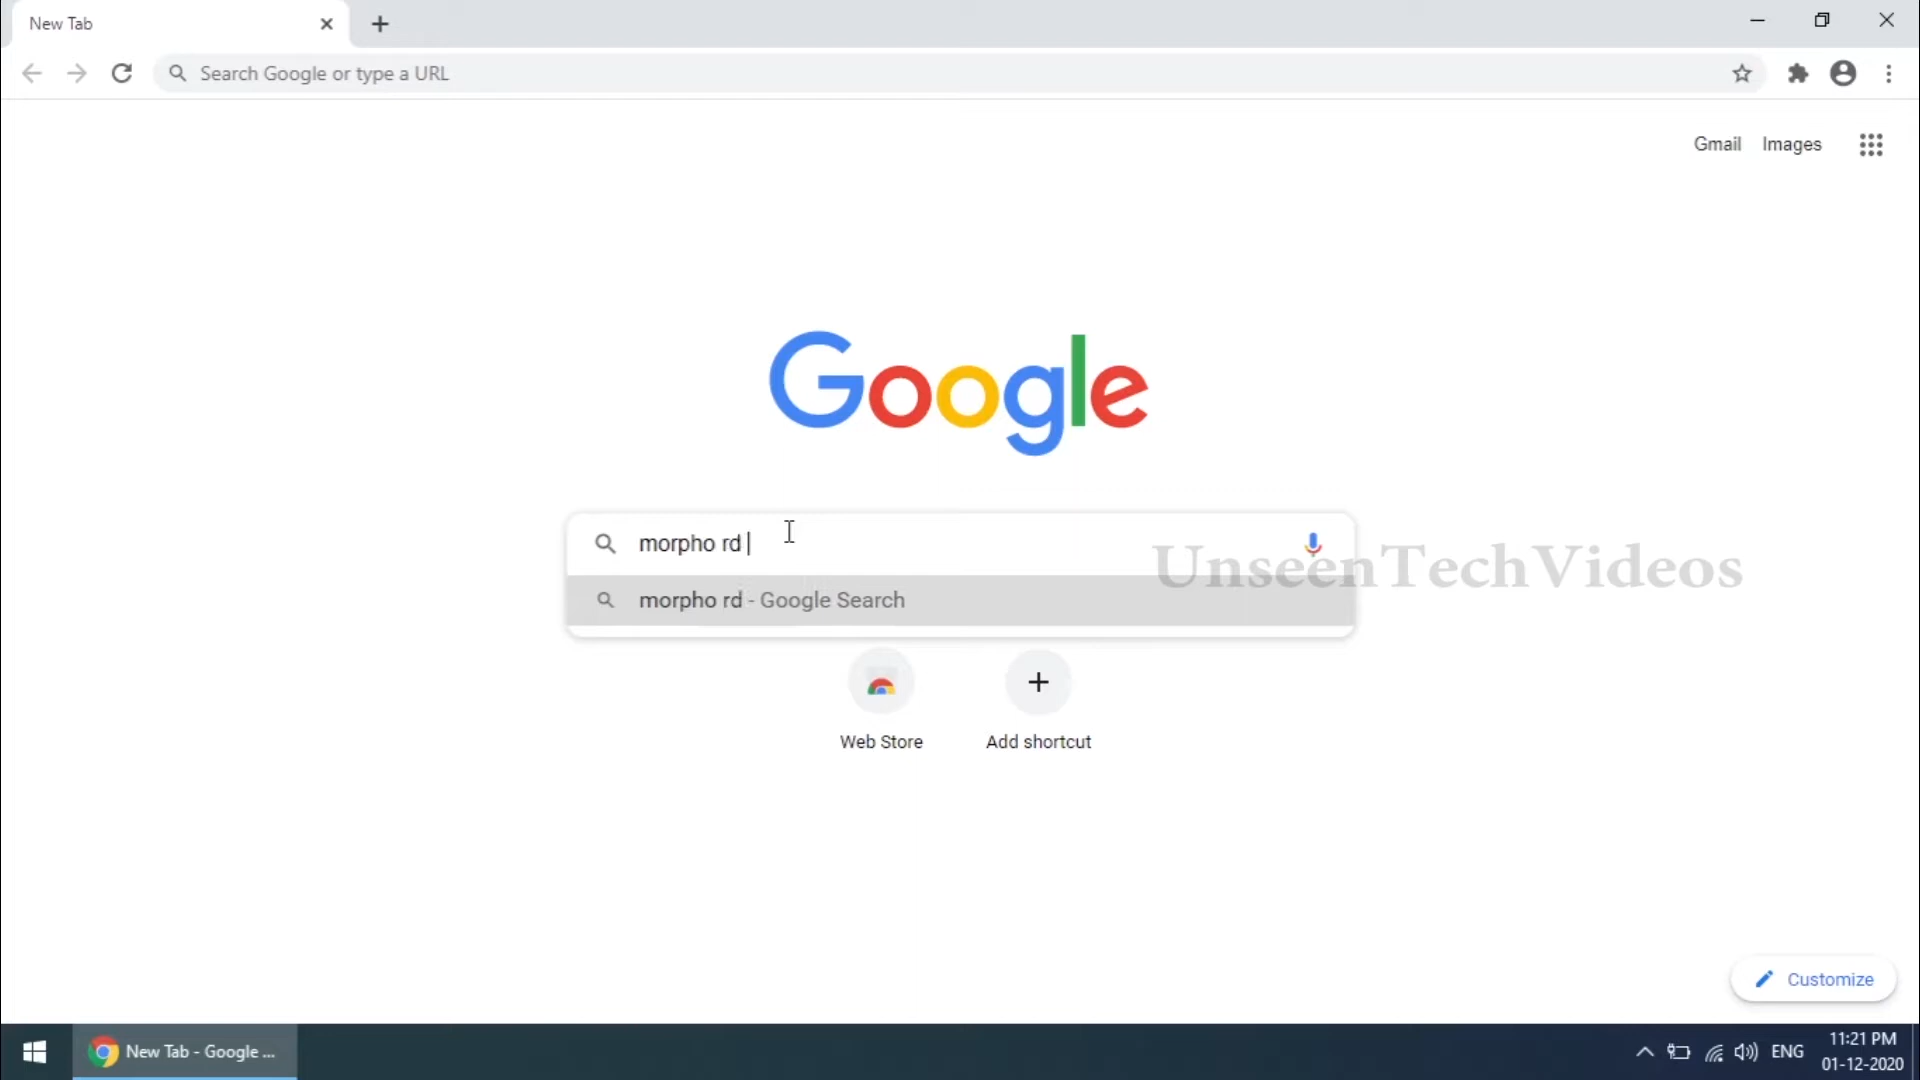 New Tab
Search Google or type a URL
Gmail Images
Google
morpho rd
UnseenTechVideos
morpho rd - Google Search
Web Store
Add shortcut
Customize
New Tab - Google ...
ENG
11:21 PM
01-12-2020